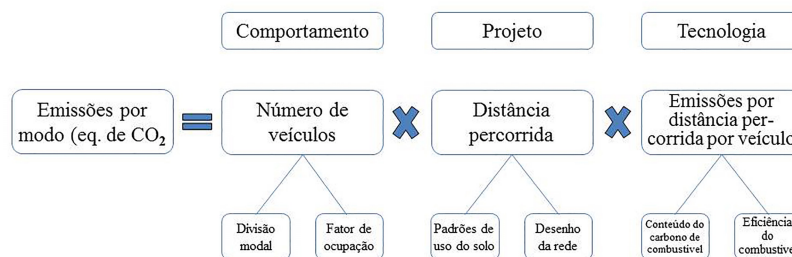 Comportamento
Projeto
Tecnologia
Emissões por
modo (eq. de CO₂
=
Número de
veículos
×
Distância
percorrida
×
Emissões por
distância per-
corrida por veículo
Divisão
modal
Fator de
ocupação
Padrões de
uso do solo
Desenho
da rede
Conteúdo do
carbono de
combustível
Eficiência
do